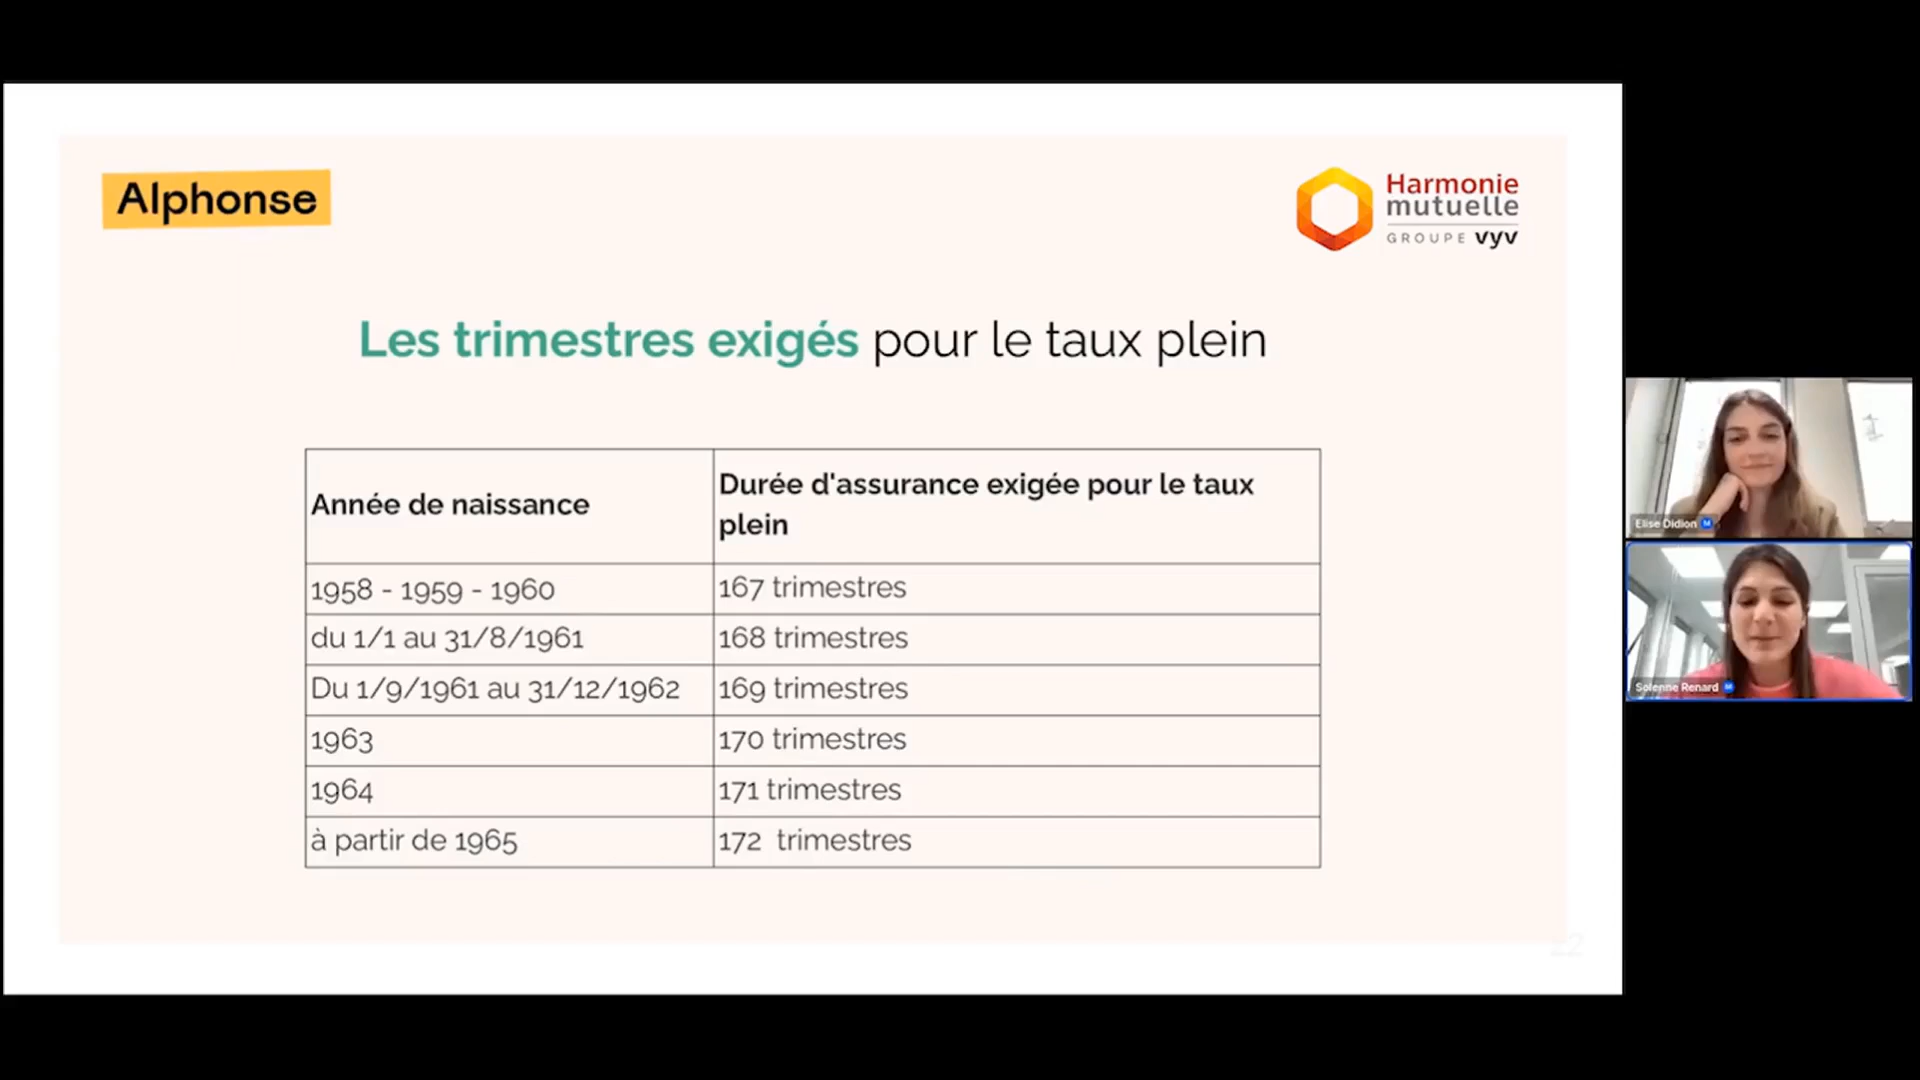 Alphonse
Harmonie
mutuelle
GROUPE vyv
Les trimestres exigés pour le taux plein
Année de naissance
Durée d'assurance exigée pour le taux
plein
1958 - 1959 - 1960
167 trimestres
du 1/1 au 31/8/1961
168 trimestres
Du 1/9/1961 au 31/12/1962
169 trimestres
1963
170 trimestres
1964
171 trimestres
à partir de 1965
172 trimestres
22
Elise Didion M
Solenne Renard M